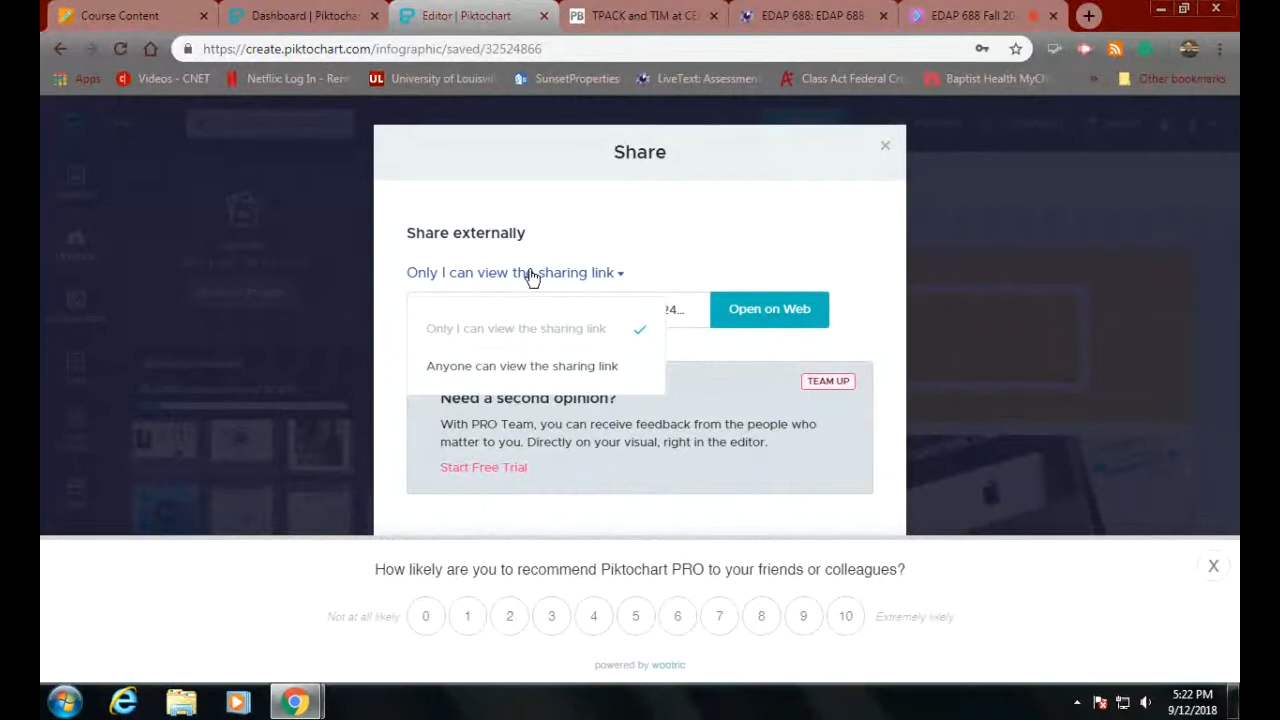 Course Content
Dashboard | Piktocha
Editor | Piktochart
PB TPACK and TIM at CE
EDAP 688: EDAP 688
EDAP 688 Fall 20
https://create.piktochart.com/infographic/saved/32524866
Apps
Videos - CNET
Netflix Log In - Rem
UL University of Louisvil
SunsetProperties
LiveText: Assessmen
Class Act Federal Cr
Baptist Health MyCh
»
Other bookmarks
Share
Share externally
Only I can view the sharing link
24...
Open on Web
Only I can view the sharing link
Anyone can view the sharing link
TEAM UP
Need a second opinion?
With PRO Team, you can receive feedback from the people who
matter to you. Directly on your visual, right in the editor.
Start Free Trial
How likely are you to recommend Piktochart PRO to your friends or colleagues?
X
Not at all likely 0 1 2 3 4 5 6 7 8 9 10 Extremely likely
powered by wootric
5:22 PM
9/12/2018